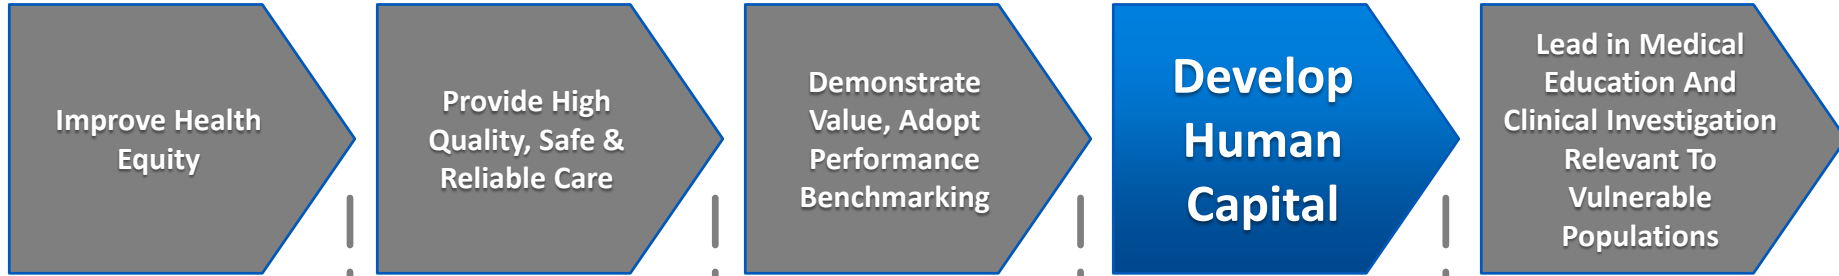 Improve Health
Equity
Provide High
Quality, Safe &
Reliable Care
Demonstrate
Value, Adopt
Performance
Benchmarking
Develop
Human
Capital
Lead in Medical
Education And
Clinical Investigation
Relevant To
Vulnerable
Populations